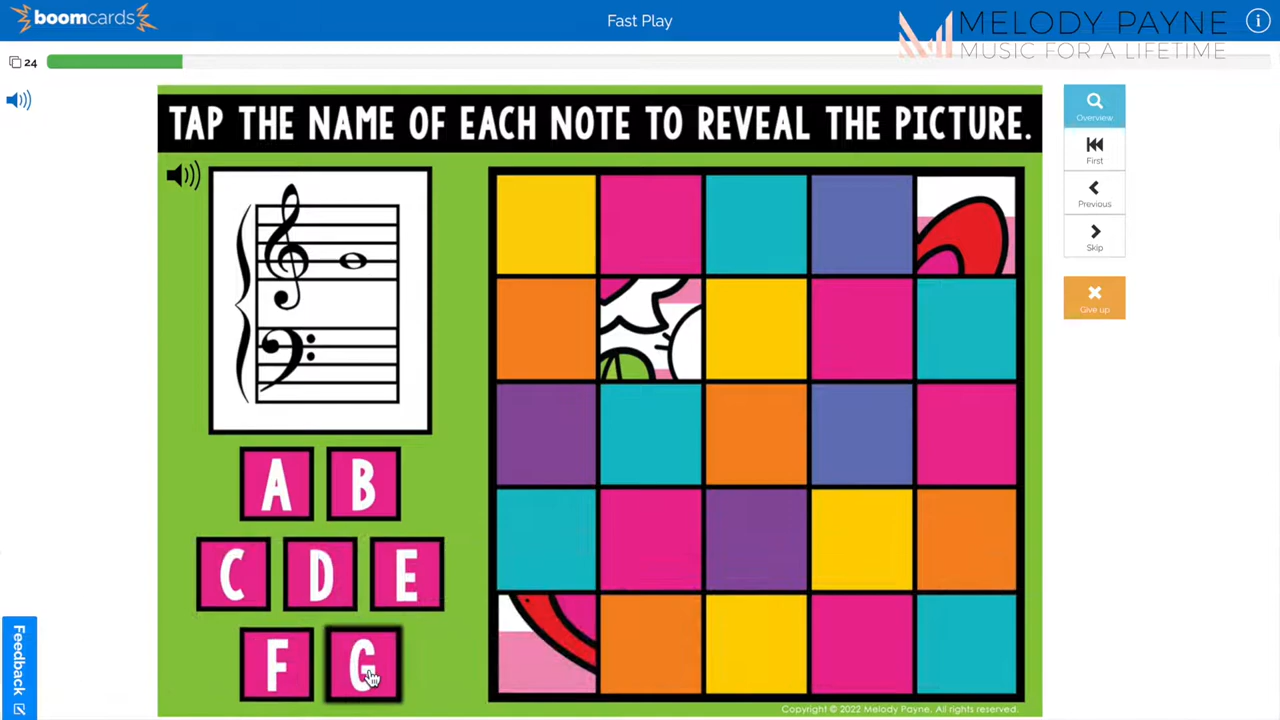 boomcards
Fast Play
MELODY PAYNE
MUSIC FOR A LIFETIME
24
TAP THE NAME OF EACH NOTE TO REVEAL THE PICTURE.
Overview
First
Previous
Skip
Give up
A B
C D E
F G
Feedback
Copyright © 2022 Melody Payne. All rights reserved.